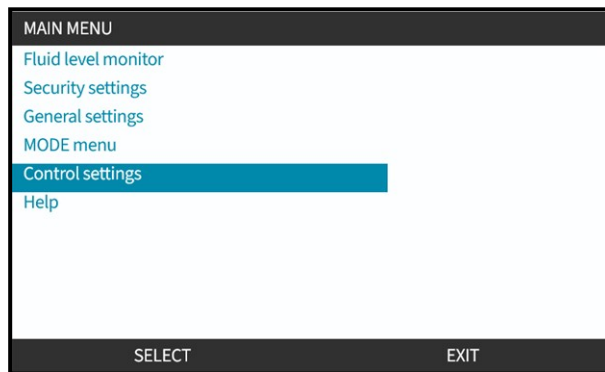 MAIN MENU
Fluid level monitor
Security settings
General settings
MODE menu
Control settings
Help
SELECT EXIT